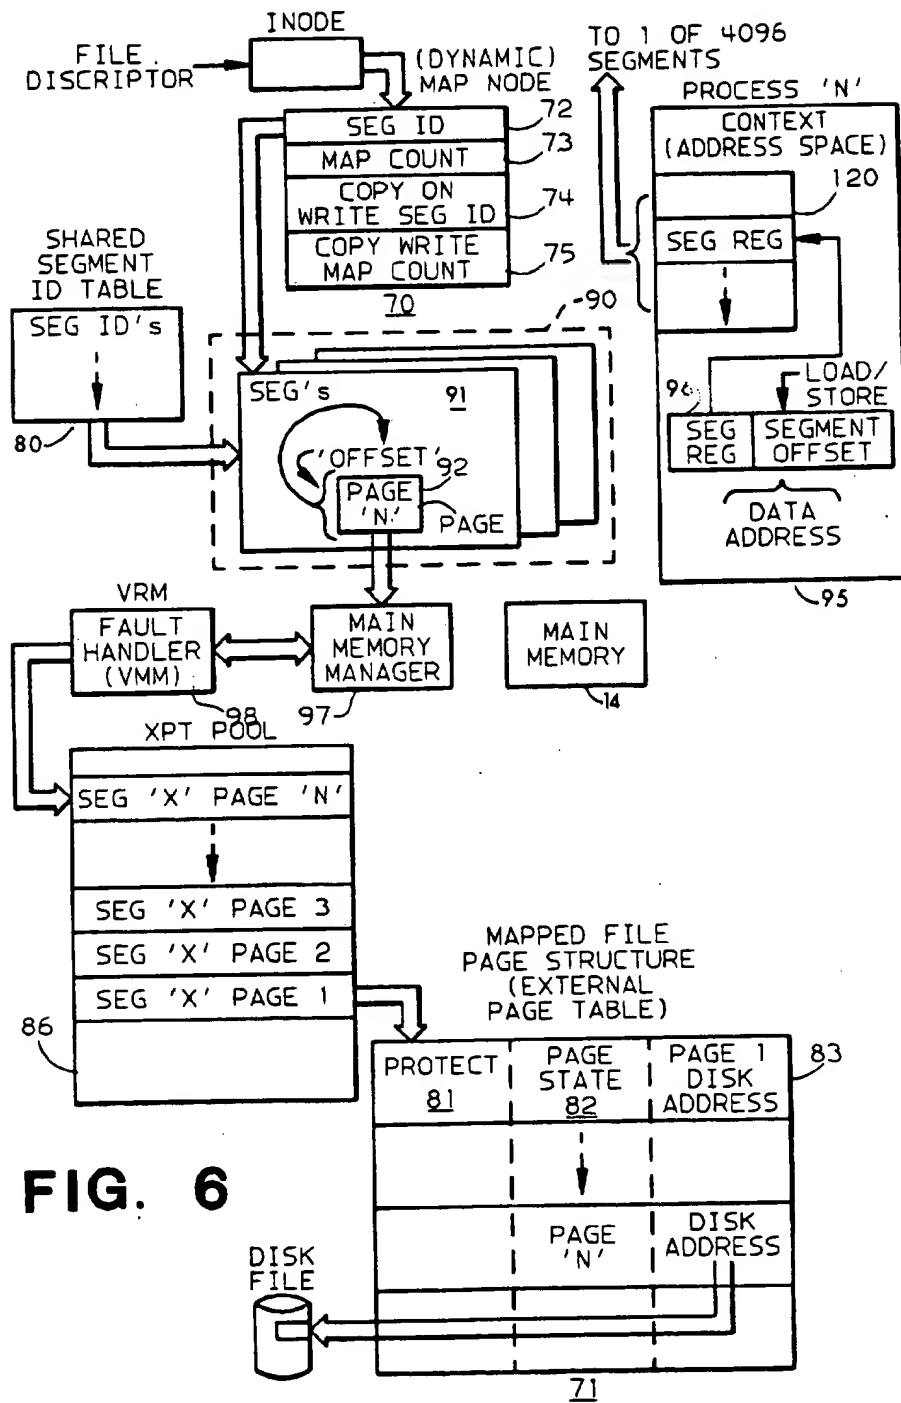 INODE
FILE
DISCRIPTOR
(DYNAMIC)
MAP NODE
SEG ID
72
MAP COUNT
73
COPY ON
WRITE SEG ID
74
COPY WRITE
MAP COUNT
75
70
TO 1 OF 4096
SEGMENTS
PROCESS 'N'
CONTEXT
(ADDRESS SPACE)
120
SEG REG
96
LOAD/
STORE
SEG
REG
SEGMENT
OFFSET
DATA
ADDRESS
95
SHARED
SEGMENT
ID TABLE
SEG ID's
80
90
SEG's
91
'OFFSET'
92
PAGE
'N'
PAGE
VRM
FAULT
HANDLER
(VMM)
98
MAIN
MEMORY
MANAGER
97
MAIN
MEMORY
14
XPT POOL
SEG 'X' PAGE 'N'
SEG 'X' PAGE 3
SEG 'X' PAGE 2
SEG 'X' PAGE 1
86
MAPPED FILE
PAGE STRUCTURE
(EXTERNAL
PAGE TABLE)
PROTECT
81
PAGE
STATE
82
PAGE 1
DISK
ADDRESS
83
PAGE
'N'
DISK
ADDRESS
71
DISK
FILE
FIG. 6